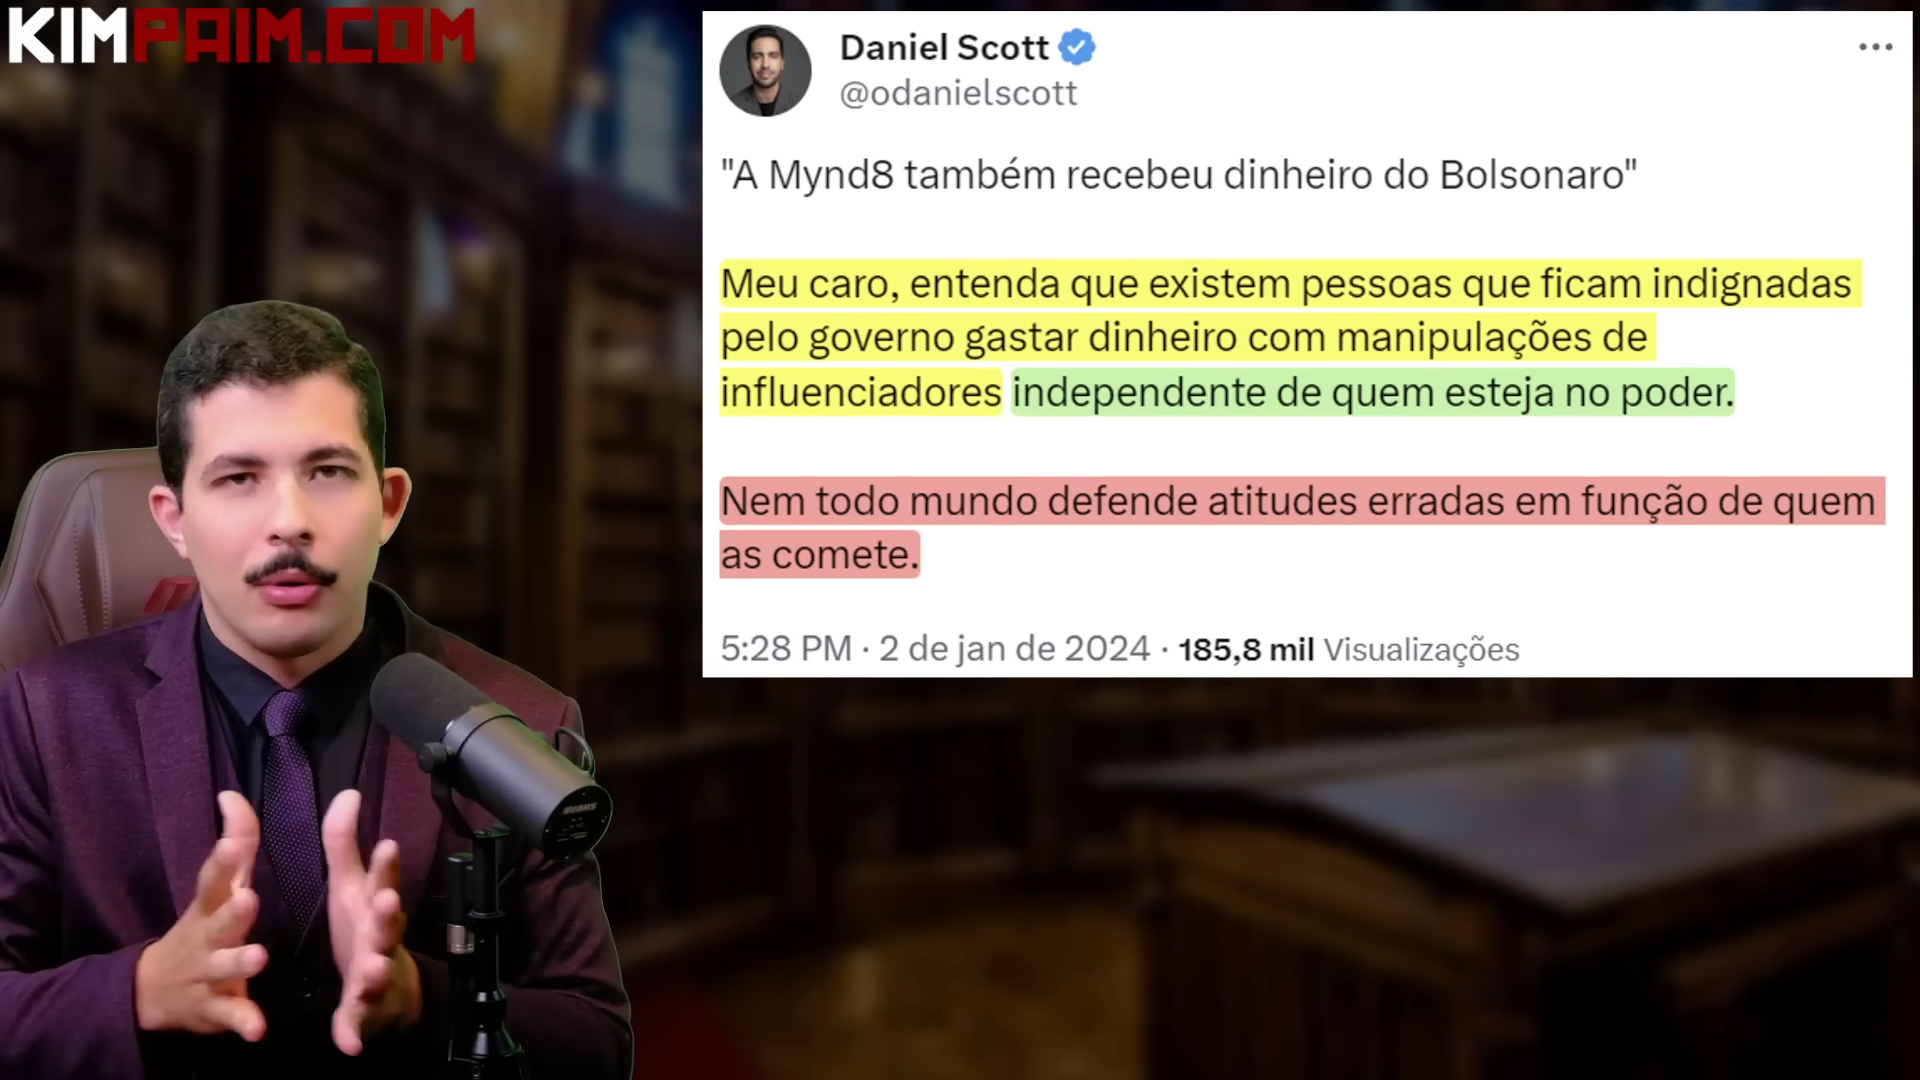 KIMPAIM.COM
Daniel Scott
@odanielscott
"A Mynd8 também recebeu dinheiro do Bolsonaro"
Meu caro, entenda que existem pessoas que ficam indignadas
pelo governo gastar dinheiro com manipulações de
influenciadores independente de quem esteja no poder.
Nem todo mundo defende atitudes erradas em função de quem
as comete.
5:28 PM · 2 de jan de 2024 · 185,8 mil Visualizações